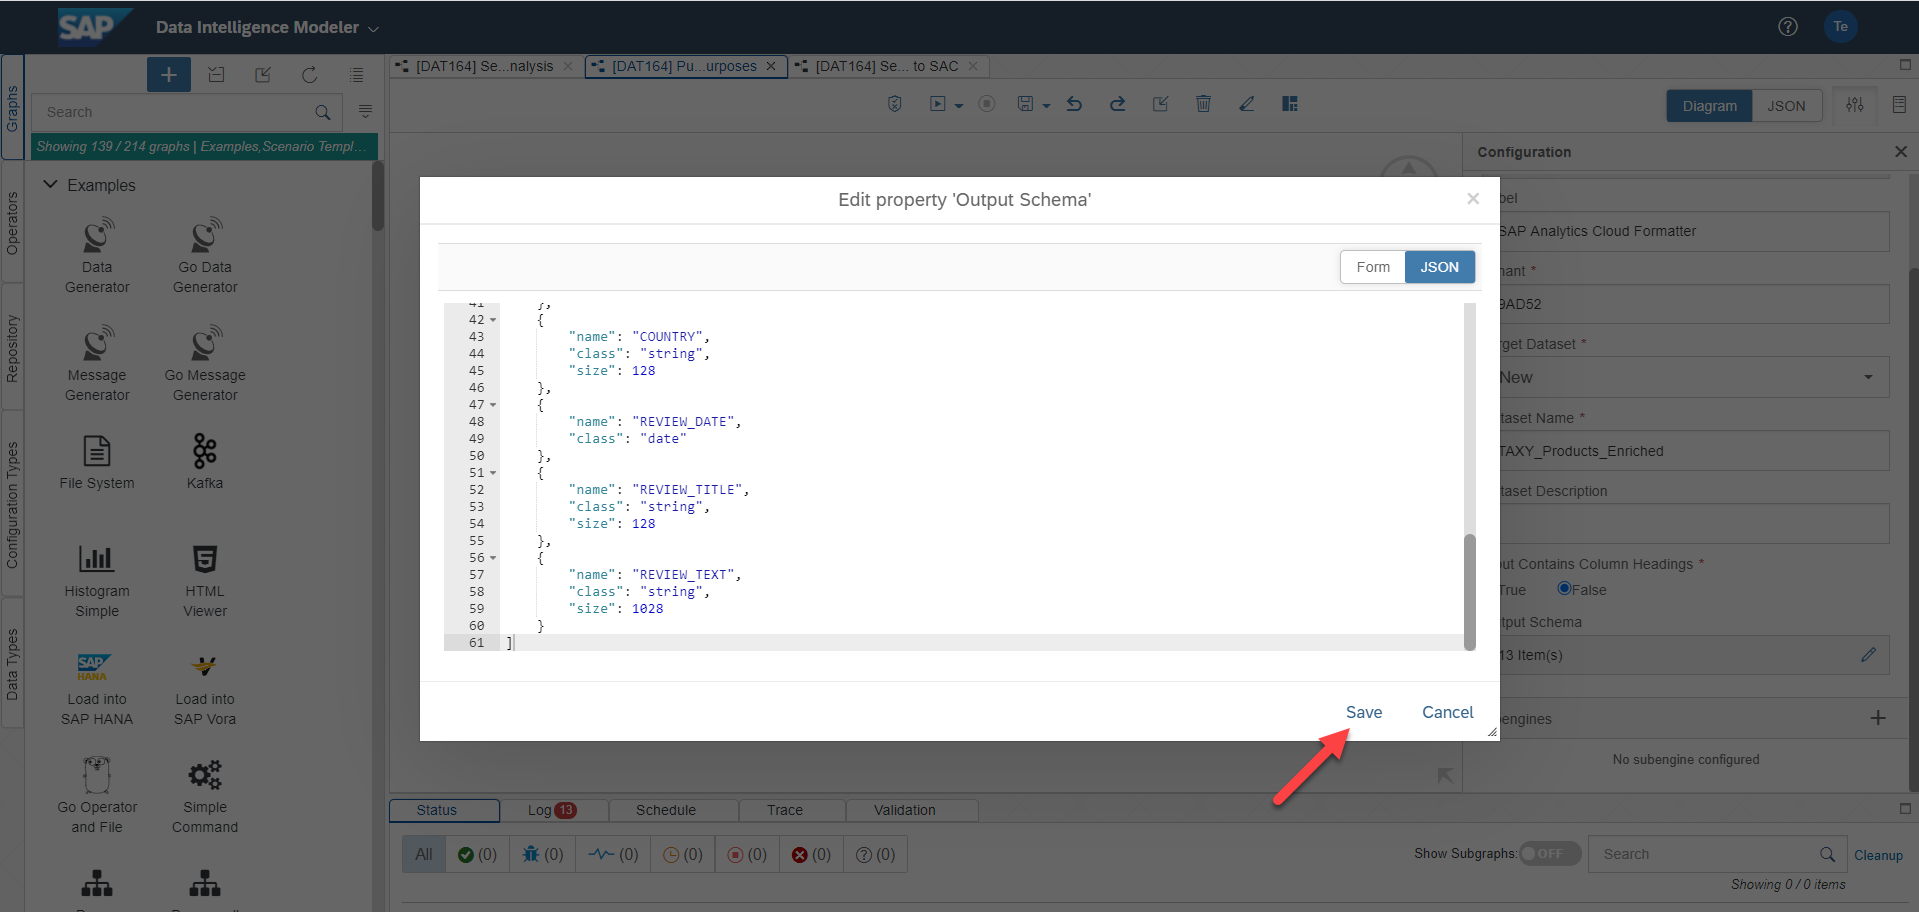 SAP Data Intelligence Modeler
Te
[DAT164] Se...nalysis
[DAT164] Pu...urposes
[DAT164] Se... to SAC
Graphs
Operators
Repository
Configuration Types
Data Types
Search
Showing 139 / 214 graphs | Examples,Scenario Templ...
Examples
Data
Generator
Go Data
Generator
Message
Generator
Go Message
Generator
File System
Kafka
Histogram
Simple
HTML
Viewer
SAP
HANA
Load into
SAP HANA
Load into
SAP Vora
Go Operator
and File
Simple
Command
Diagram
JSON
Configuration
bel
SAP Analytics Cloud Formatter
nant *
9AD52
rget Dataset *
New
taset Name *
TAXY_Products_Enriched
taset Description
out Contains Column Headings *
True
False
tput Schema
13 Item(s)
bengines
No subengine configured
Edit property 'Output Schema'
Form
JSON
41 },
42 {
43 "name": "COUNTRY",
44 "class": "string",
45 "size": 128
46 },
47 {
48 "name": "REVIEW_DATE",
49 "class": "date"
50 },
51 {
52 "name": "REVIEW_TITLE",
53 "class": "string",
54 "size": 128
55 },
56 {
57 "name": "REVIEW_TEXT",
58 "class": "string",
59 "size": 1028
60 }
61 ]
Save
Cancel
Status
Log 13
Schedule
Trace
Validation
All
(0)
(0)
(0)
(0)
(0)
(0)
(0)
Show Subgraphs:
OFF
Search
Cleanup
Showing 0 / 0 items